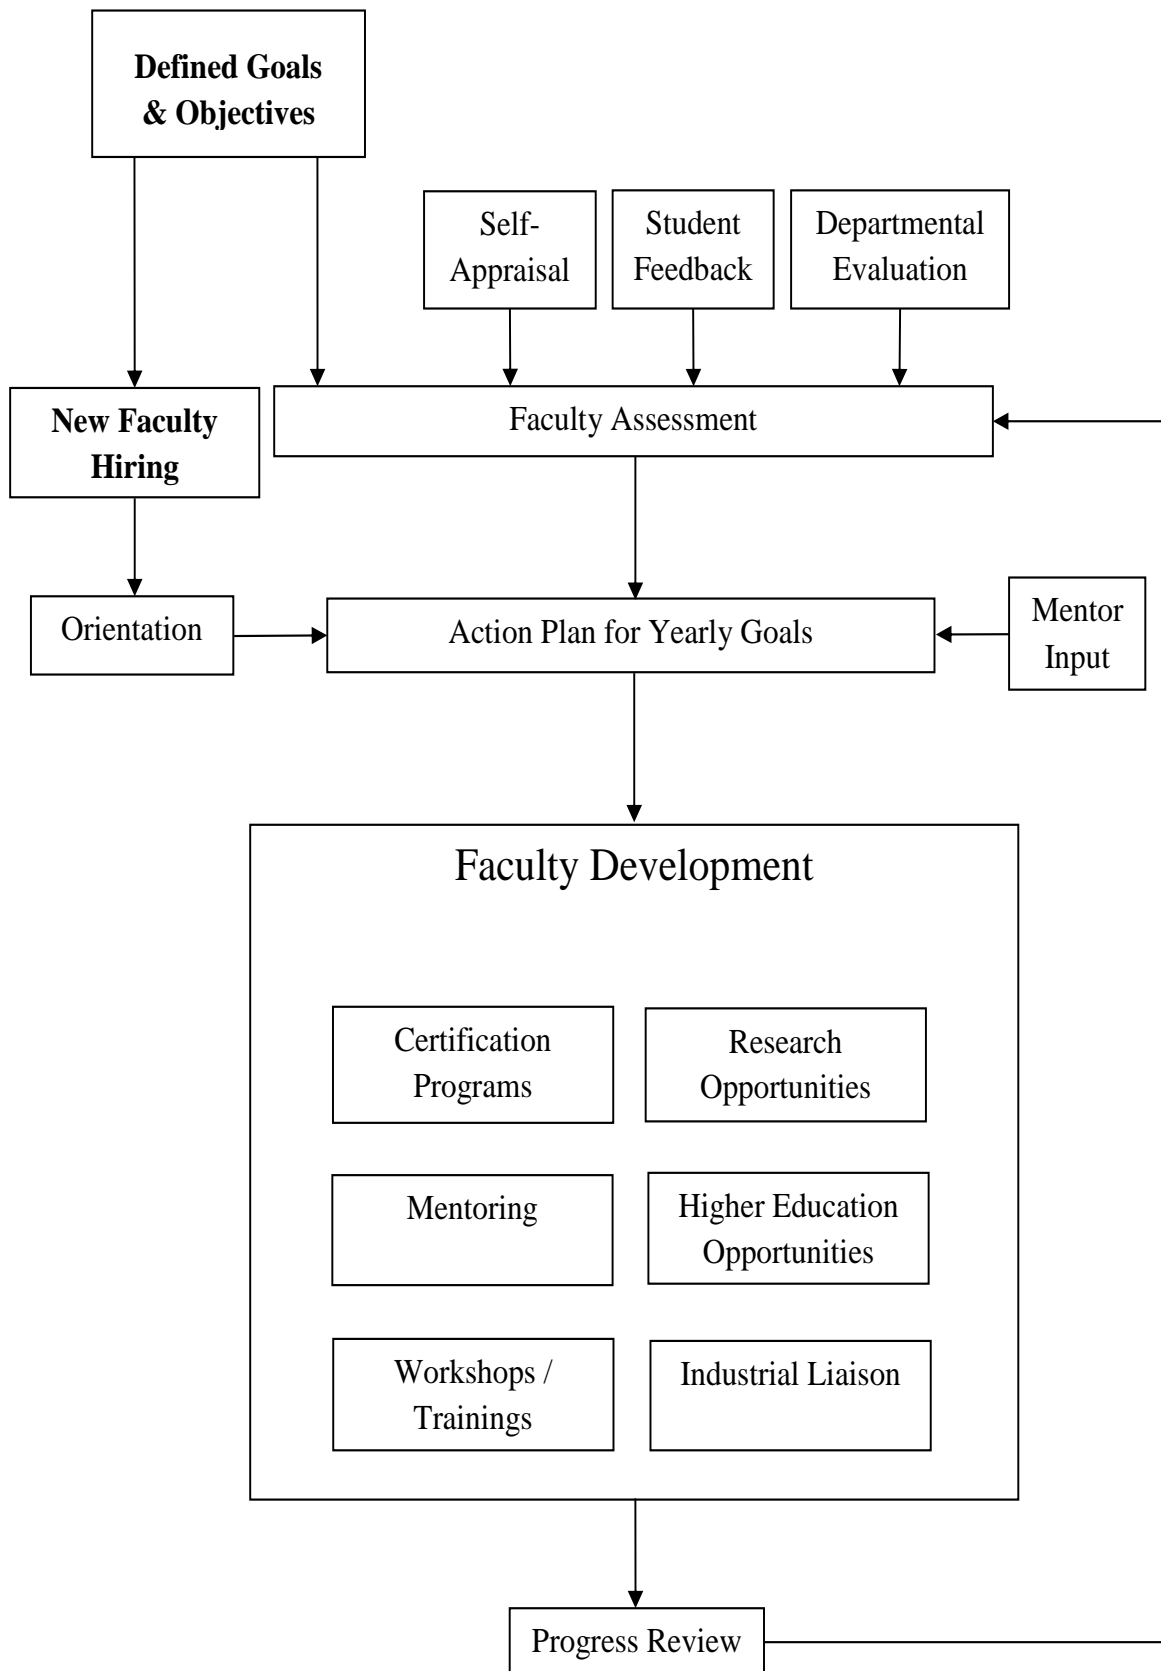 Defined Goals
& Objectives
Self-
Appraisal
Student
Feedback
Departmental
Evaluation
New Faculty
Hiring
Faculty Assessment
Orientation
Action Plan for Yearly Goals
Mentor
Input
Faculty Development
Certification
Programs
Research
Opportunities
Mentoring
Higher Education
Opportunities
Workshops /
Trainings
Industrial Liaison
Progress Review